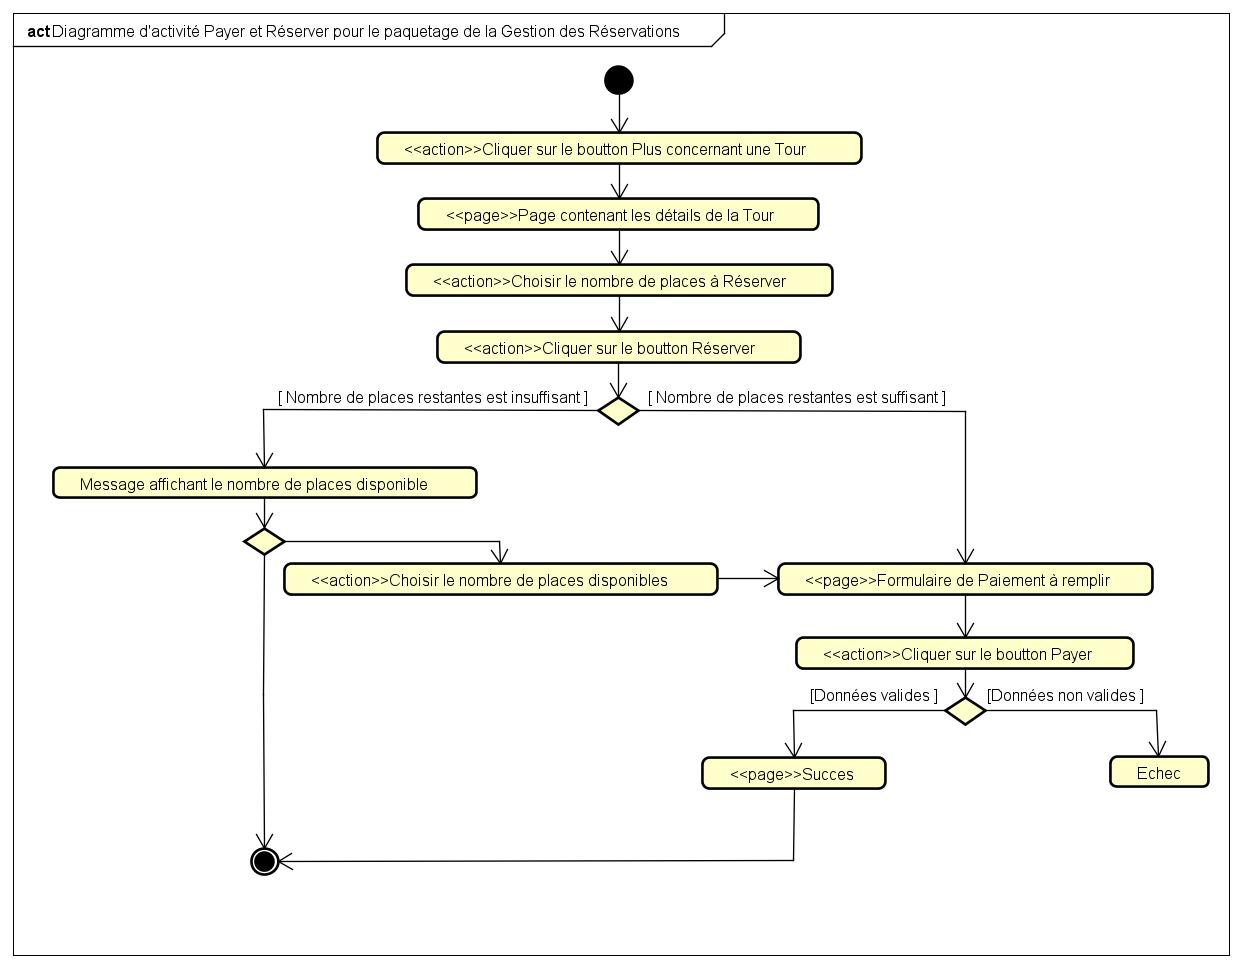 act Diagramme d'activité Payer et Réserver pour le paquetage de la Gestion des Réservations
<<action>>Cliquer sur le boutton Plus concernant une Tour
<<page>>Page contenant les détails de la Tour
<<action>>Choisir le nombre de places à Réserver
<<action>>Cliquer sur le boutton Réserver
[ Nombre de places restantes est insuffisant ]
[ Nombre de places restantes est suffisant ]
Message affichant le nombre de places disponible
<<action>>Choisir le nombre de places disponibles
<<page>>Formulaire de Paiement à remplir
<<action>>Cliquer sur le boutton Payer
[Données valides ]
[Données non valides ]
<<page>>Succes
Echec